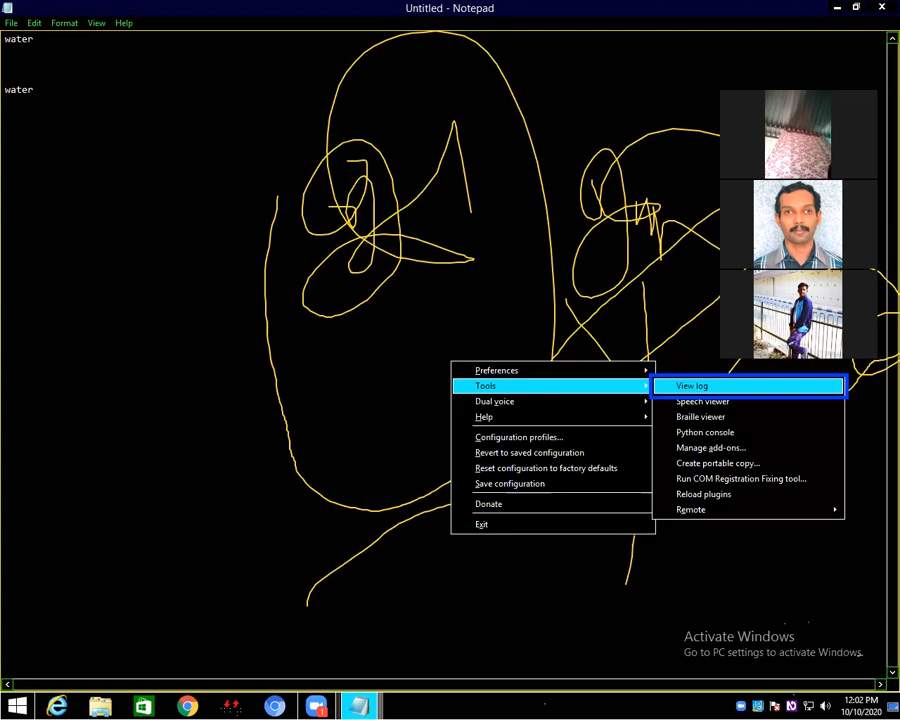 Untitled - Notepad
File Edit Format View Help
water
water
Preferences
Tools
Dual voice
Help
Configuration profiles...
Revert to saved configuration
Reset configuration to factory defaults
Save configuration
Donate
Exit
View log
Speech viewer
Braille viewer
Python console
Manage add-ons...
Create portable copy...
Run COM Registration Fixing tool...
Reload plugins
Remote
Activate Windows
Go to PC settings to activate Windows.
12:02 PM
10/10/2020